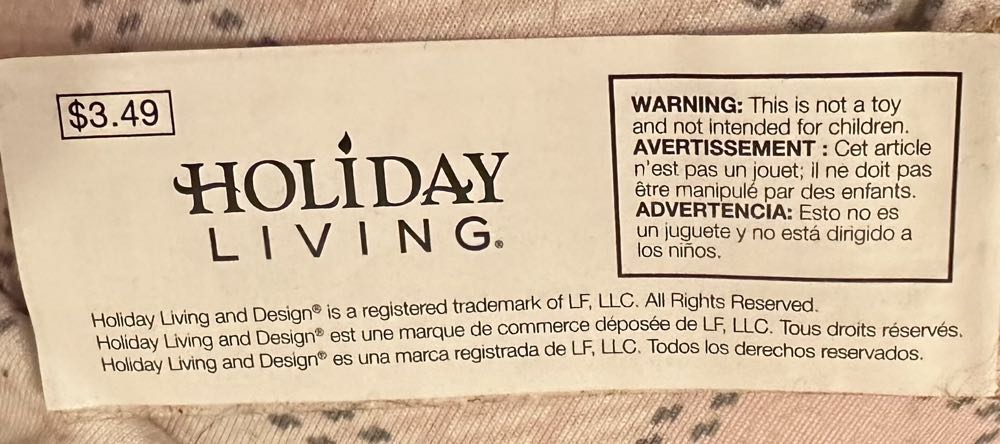 $3.49
HOLIDAY
LIVING®
WARNING: This is not a toy
and not intended for children.
AVERTISSEMENT : Cet article
n'est pas un jouet; il ne doit pas
être manipulé par des enfants.
ADVERTENCIA: Esto no es
un juguete y no está dirigido a
los niños.
Holiday Living and Design® is a registered trademark of LF, LLC. All Rights Reserved.
Holiday Living and Design® est une marque de commerce déposée de LF, LLC. Tous droits réservés.
Holiday Living and Design® es una marca registrada de LF, LLC. Todos los derechos reservados.